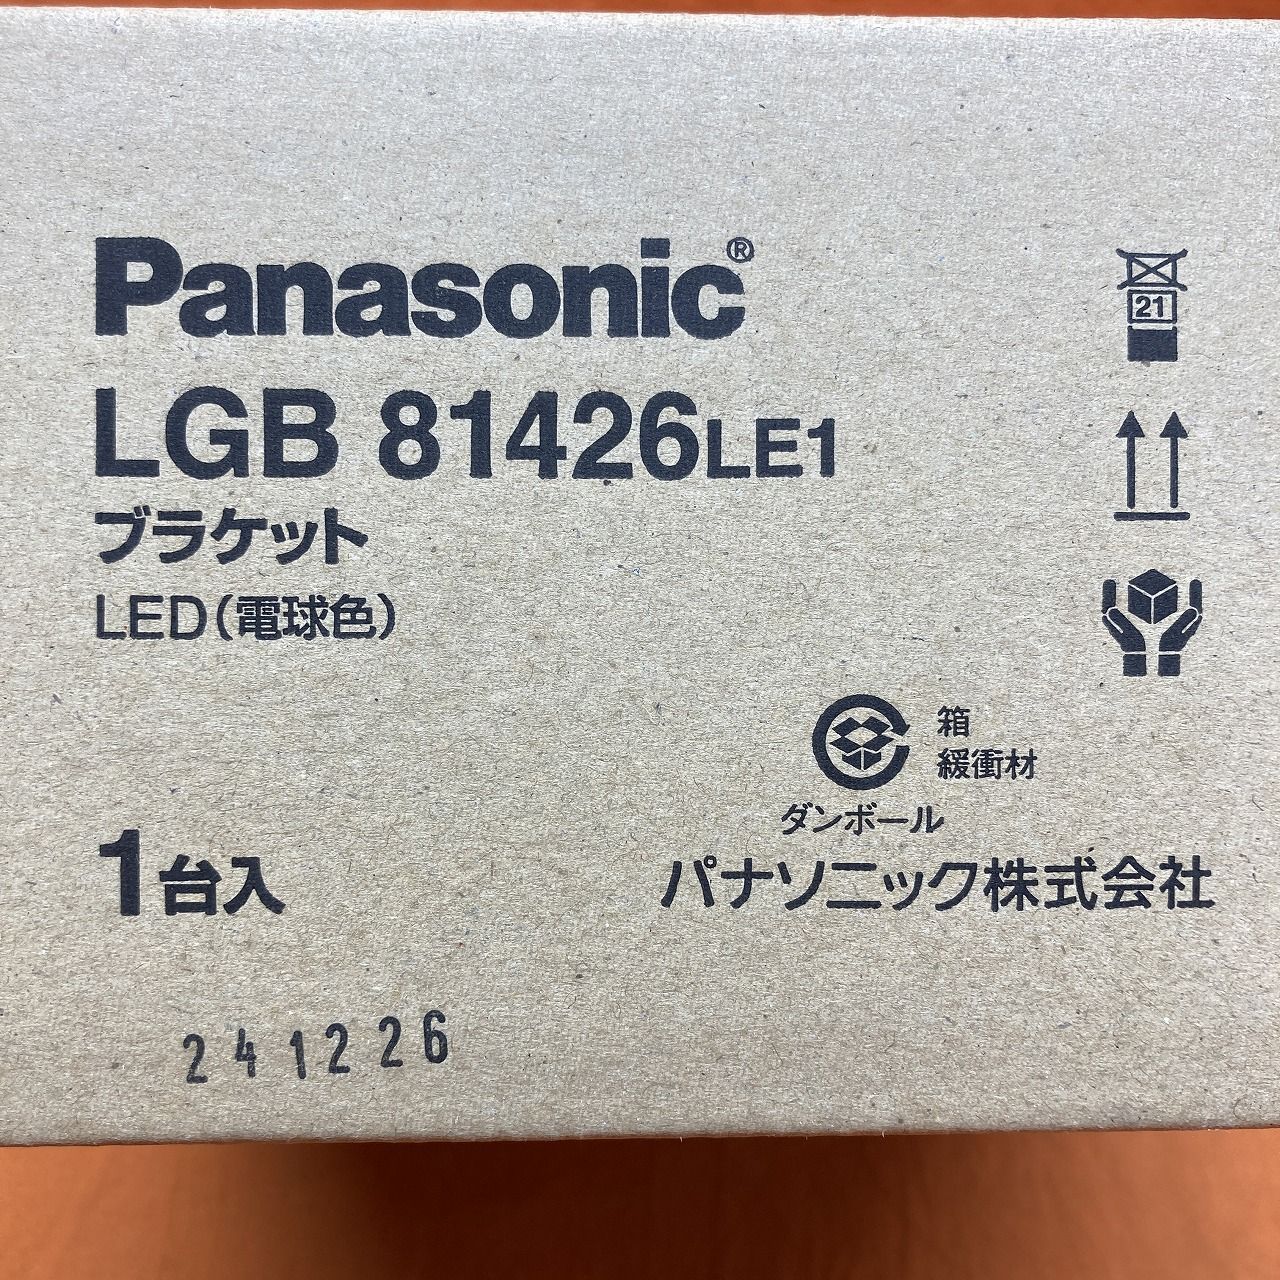 Panasonic®
LGB 81426LE1
ブラケット
LED(電球色)
21
箱
緩衝材
ダンボール
1台入
パナソニック株式会社
241226